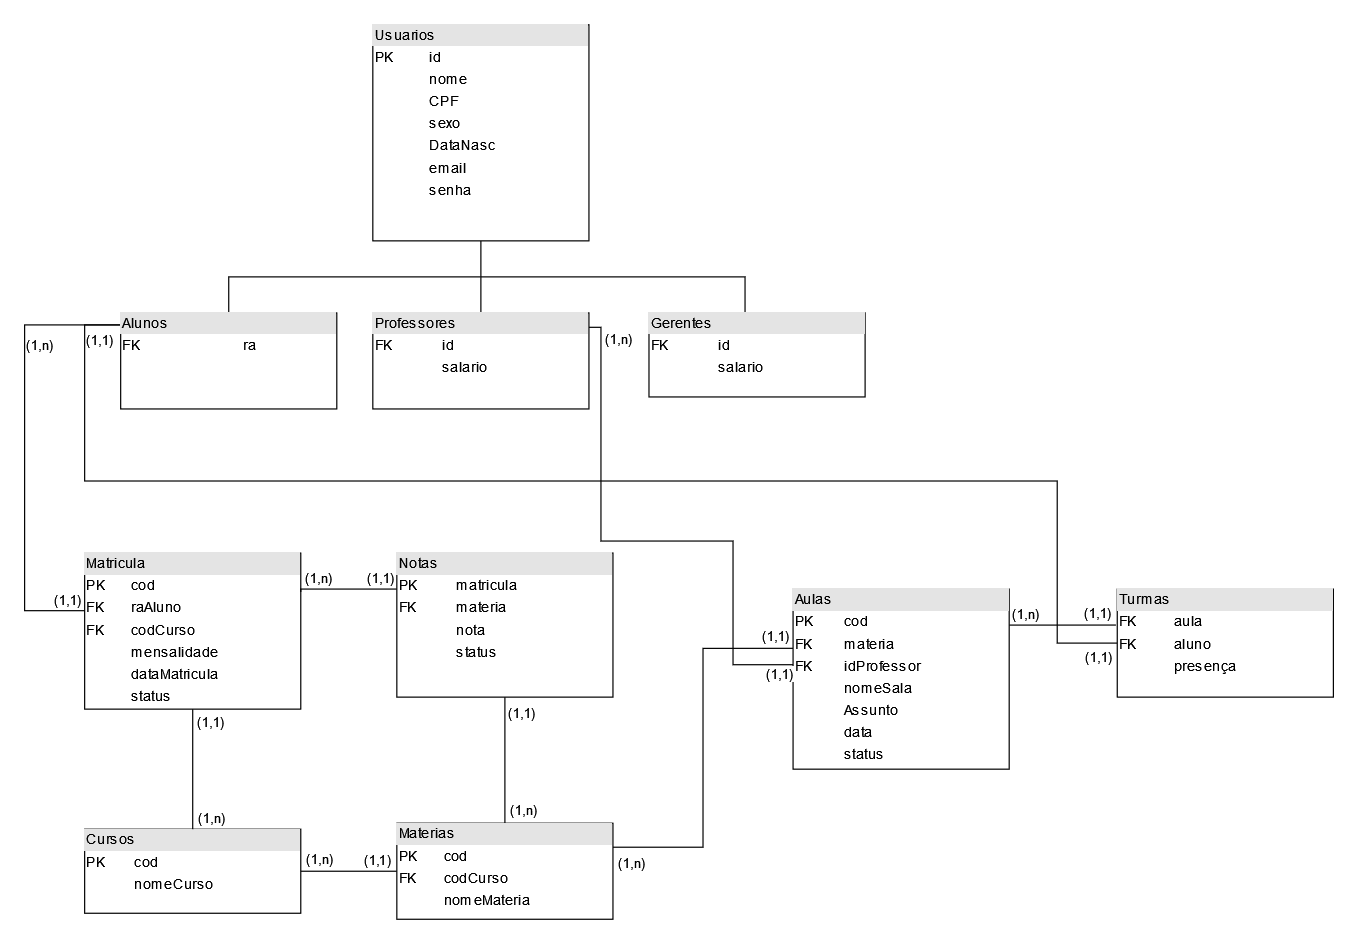 Usuarios
PK id
nome
CPF
sexo
DataNasc
email
senha
Alunos
FK ra
Professores
FK id
salario
Gerentes
FK id
salario
(1,n)
(1,1)
(1,n)
Matricula
PK cod
FK raAluno
FK codCurso
mensalidade
dataMatricula
status
(1,1)
(1,n)
(1,1)
Notas
PK matricula
FK materia
nota
status
Aulas
PK cod
FK materia
FK idProfessor
nomeSala
Assunto
data
status
(1,1)
(1,1)
(1,n)
(1,1)
(1,1)
Turmas
FK aula
FK aluno
presença
(1,1)
(1,n)
(1,1)
(1,n)
Cursos
PK cod
nomeCurso
(1,n)
(1,1)
Materias
PK cod
FK codCurso
nomeMateria
(1,n)